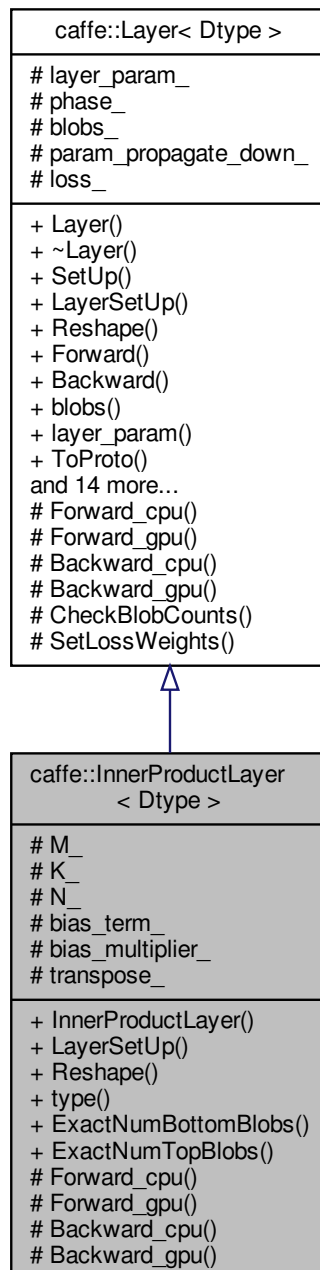 caffe::Layer< Dtype >
# layer_param_
# phase_
# blobs_
# param_propagate_down_
# loss_
+ Layer()
+ ~Layer()
+ SetUp()
+ LayerSetUp()
+ Reshape()
+ Forward()
+ Backward()
+ blobs()
+ layer_param()
+ ToProto()
and 14 more...
# Forward_cpu()
# Forward_gpu()
# Backward_cpu()
# Backward_gpu()
# CheckBlobCounts()
# SetLossWeights()
caffe::InnerProductLayer
< Dtype >
# M_
# K_
# N_
# bias_term_
# bias_multiplier_
# transpose_
+ InnerProductLayer()
+ LayerSetUp()
+ Reshape()
+ type()
+ ExactNumBottomBlobs()
+ ExactNumTopBlobs()
# Forward_cpu()
# Forward_gpu()
# Backward_cpu()
# Backward_gpu()